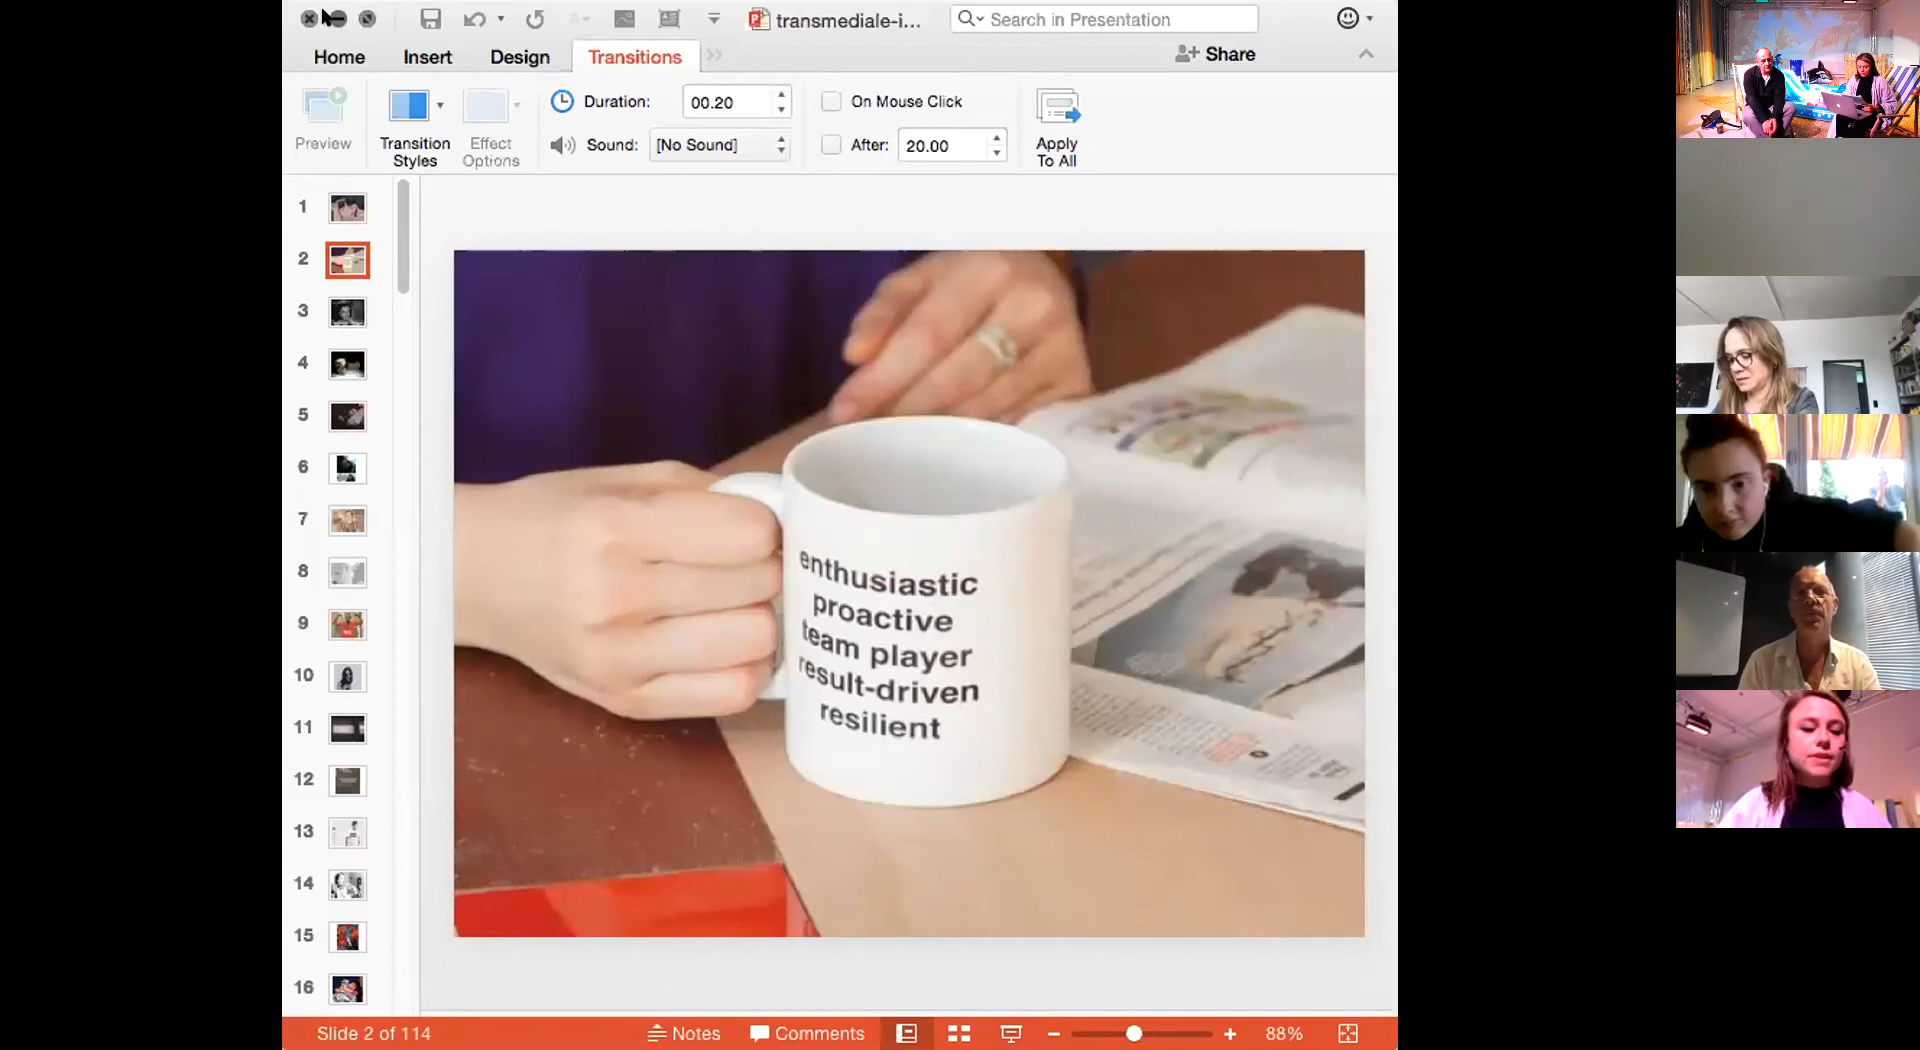 transmediale-i...
Search in Presentation
Home Insert Design Transitions
Share
Preview
Transition Styles
Effect Options
Duration: 00.20
Sound: [No Sound]
On Mouse Click
After: 20.00
Apply To All
1
2
3
4
5
6
7
8
9
10
11
12
13
14
15
16
enthusiastic
proactive
team player
result-driven
resilient
Slide 2 of 114 Notes Comments 88%